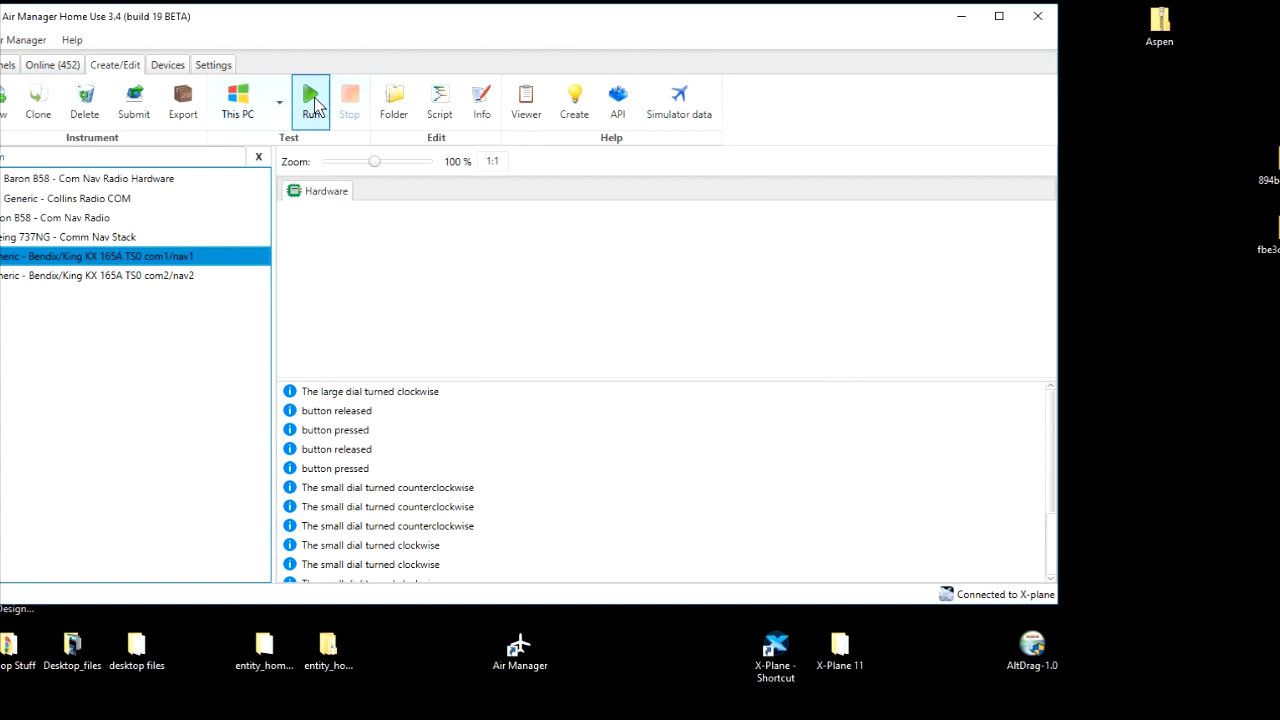 Air Manager Home Use 3.4 (build 19 BETA)
r Manager Help
nels Online (452) Create/Edit Devices Settings
w Clone Delete Submit Export This PC Run Stop Folder Script Info Viewer Create API Simulator data
Instrument Test Edit Help
m X Zoom: 100 % 1:1
Baron B58 - Com Nav Radio Hardware
Generic - Collins Radio COM
on B58 - Com Nav Radio
eing 737NG - Comm Nav Stack
neric - Bendix/King KX 165A TS0 com1/nav1
neric - Bendix/King KX 165A TS0 com2/nav2
Hardware
The large dial turned clockwise
button released
button pressed
button released
button pressed
The small dial turned counterclockwise
The small dial turned counterclockwise
The small dial turned counterclockwise
The small dial turned clockwise
The small dial turned clockwise
Connected to X-plane
Design...
op Stuff Desktop_files desktop files entity_hom... entity_ho... Air Manager X-Plane - Shortcut X-Plane 11 AltDrag-1.0
Aspen
894b
fbe3c